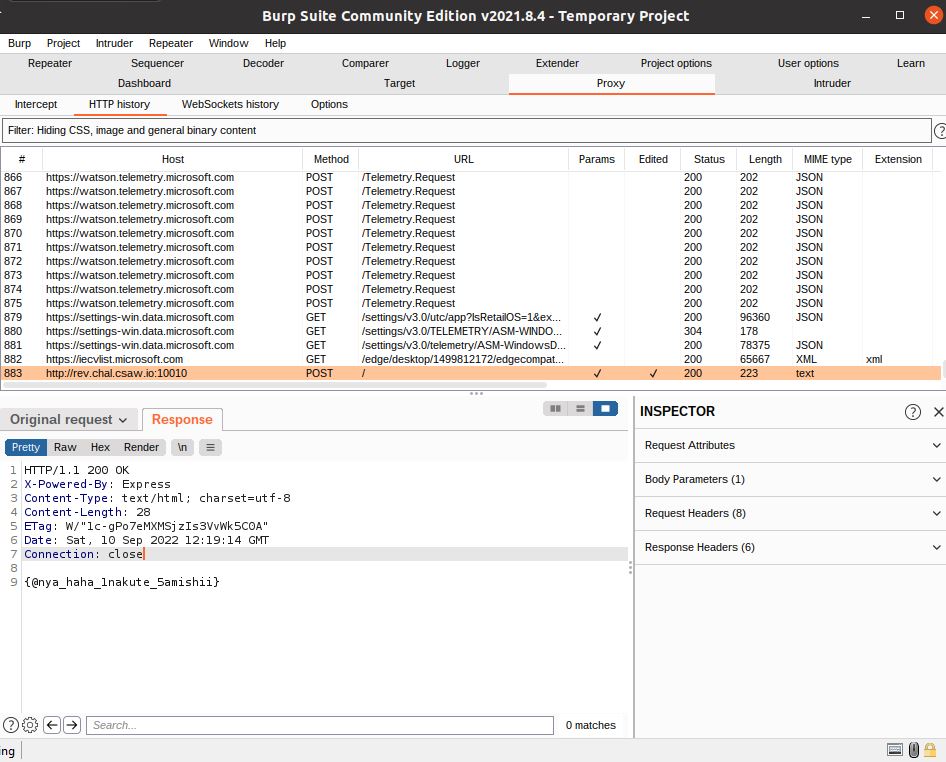 Burp Suite Community Edition v2021.8.4 - Temporary Project
Burp Project Intruder Repeater Window Help
Repeater Sequencer Decoder Comparer Logger Extender Project options User options Learn
Dashboard Target Proxy Intruder
Intercept HTTP history WebSockets history Options
Filter: Hiding CSS, image and general binary content ?
# Host Method URL Params Edited Status Length MIME type Extension
866 https://watson.telemetry.microsoft.com POST /Telemetry.Request 200 202 JSON
867 https://watson.telemetry.microsoft.com POST /Telemetry.Request 200 202 JSON
868 https://watson.telemetry.microsoft.com POST /Telemetry.Request 200 202 JSON
869 https://watson.telemetry.microsoft.com POST /Telemetry.Request 200 202 JSON
870 https://watson.telemetry.microsoft.com POST /Telemetry.Request 200 202 JSON
871 https://watson.telemetry.microsoft.com POST /Telemetry.Request 200 202 JSON
872 https://watson.telemetry.microsoft.com POST /Telemetry.Request 200 202 JSON
873 https://watson.telemetry.microsoft.com POST /Telemetry.Request 200 202 JSON
874 https://watson.telemetry.microsoft.com POST /Telemetry.Request 200 202 JSON
875 https://watson.telemetry.microsoft.com POST /Telemetry.Request 200 202 JSON
879 https://settings-win.data.microsoft.com GET /settings/v3.0/utc/app?IsRetailOS=1&ex... ✓ 200 96360 JSON
880 https://settings-win.data.microsoft.com GET /settings/v3.0/TELEMETRY/ASM-WINDO... ✓ 304 178
881 https://settings-win.data.microsoft.com GET /settings/v3.0/telemetry/ASM-WindowsD... ✓ 200 78375 JSON
882 https://iecvlist.microsoft.com GET /edge/desktop/1499812172/edgecompat... 200 65667 XML xml
883 http://rev.chal.csaw.io:10010 POST / ✓ ✓ 200 223 text
Original request Response
Pretty Raw Hex Render \n
1 HTTP/1.1 200 OK
2 X-Powered-By: Express
3 Content-Type: text/html; charset=utf-8
4 Content-Length: 28
5 ETag: W/"1c-gPo7eMXMSjzIs3VvWk5C0A"
6 Date: Sat, 10 Sep 2022 12:19:14 GMT
7 Connection: close
8
9 {@nya_haha_1nakute_5amishii}
INSPECTOR ?
Request Attributes
Body Parameters (1)
Request Headers (8)
Response Headers (6)
? Search... 0 matches
ing